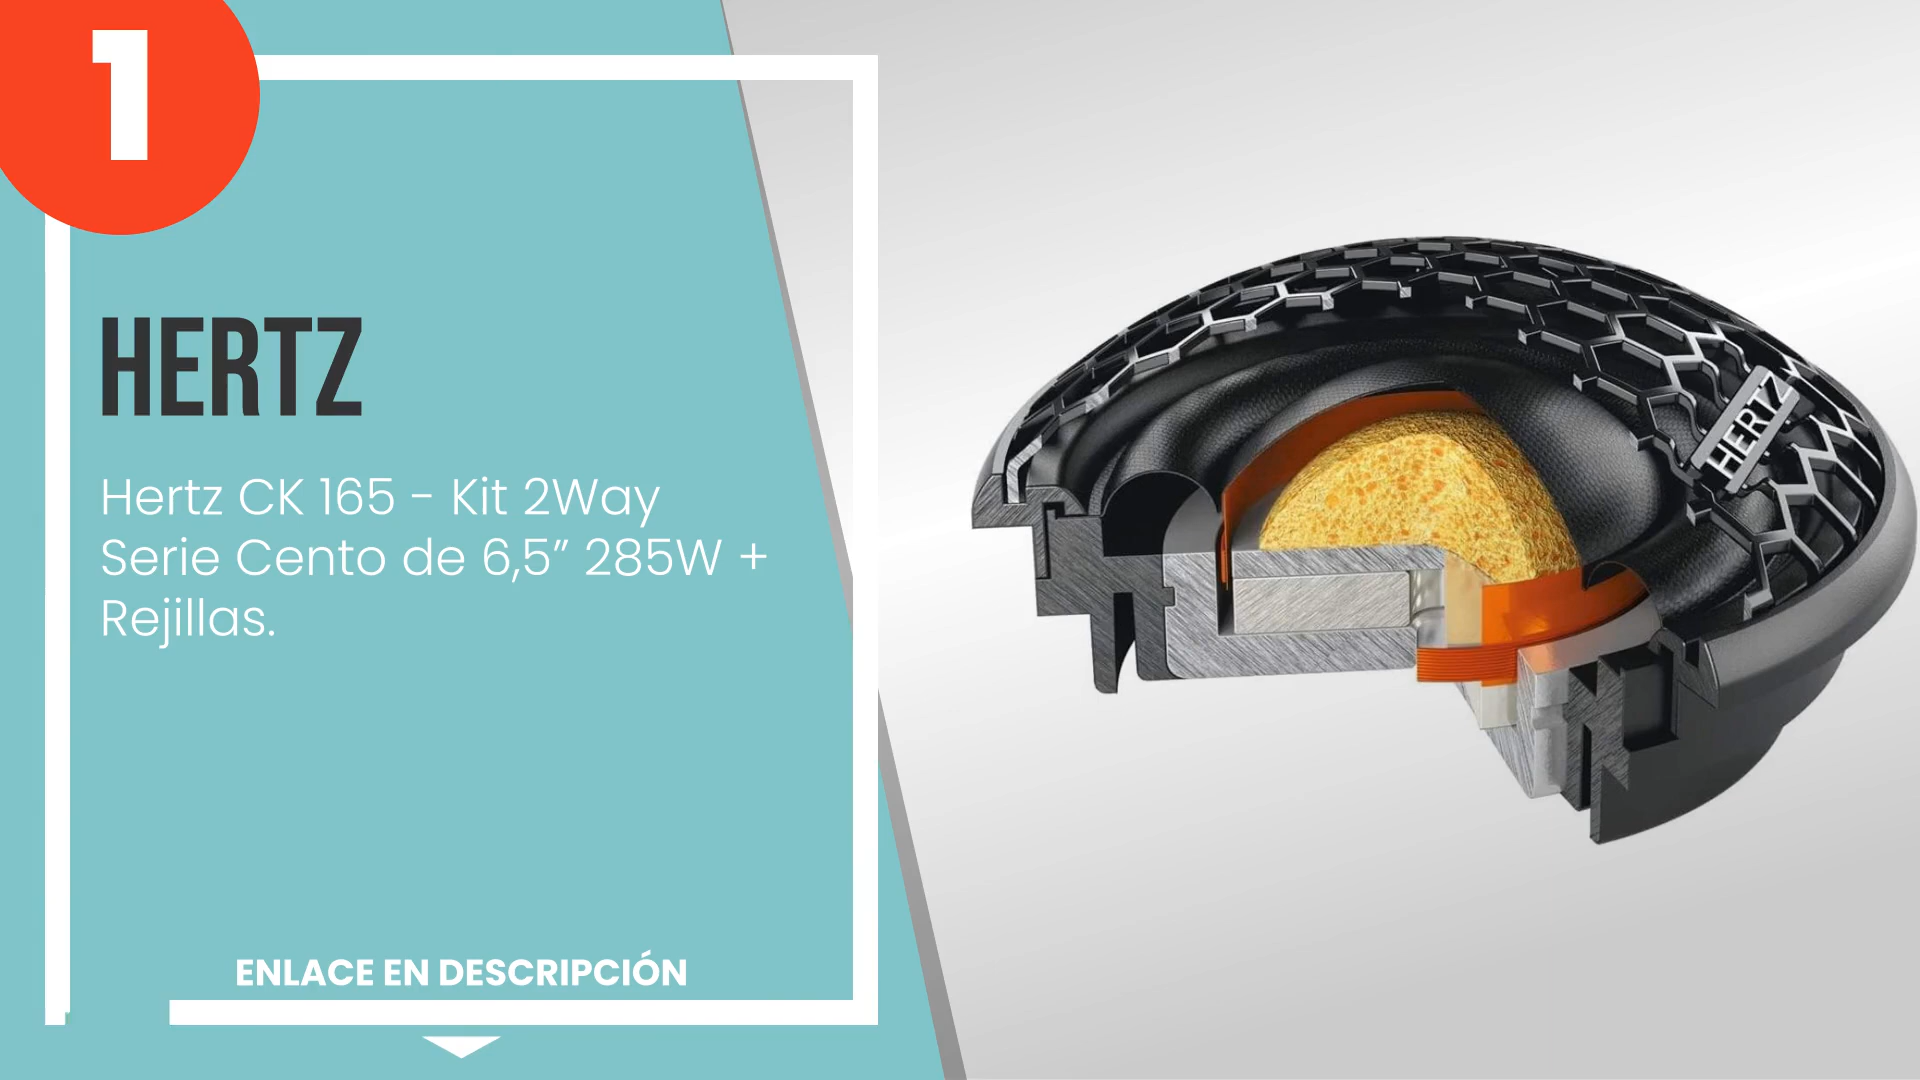 1
HERTZ
Hertz CK 165 - Kit 2Way
Serie Cento de 6,5” 285W +
Rejillas.
HERTZ
ENLACE EN DESCRIPCIÓN